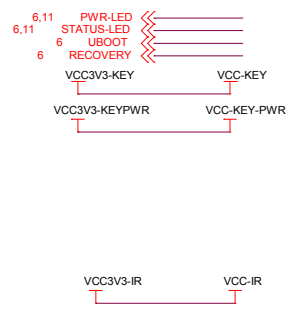 6,11 PWR-LED
6,11 STATUS-LED
6 UBOOT
6 RECOVERY
VCC3V3-KEY VCC-KEY
VCC3V3-KEYPWR VCC-KEY-PWR
VCC3V3-IR VCC-IR